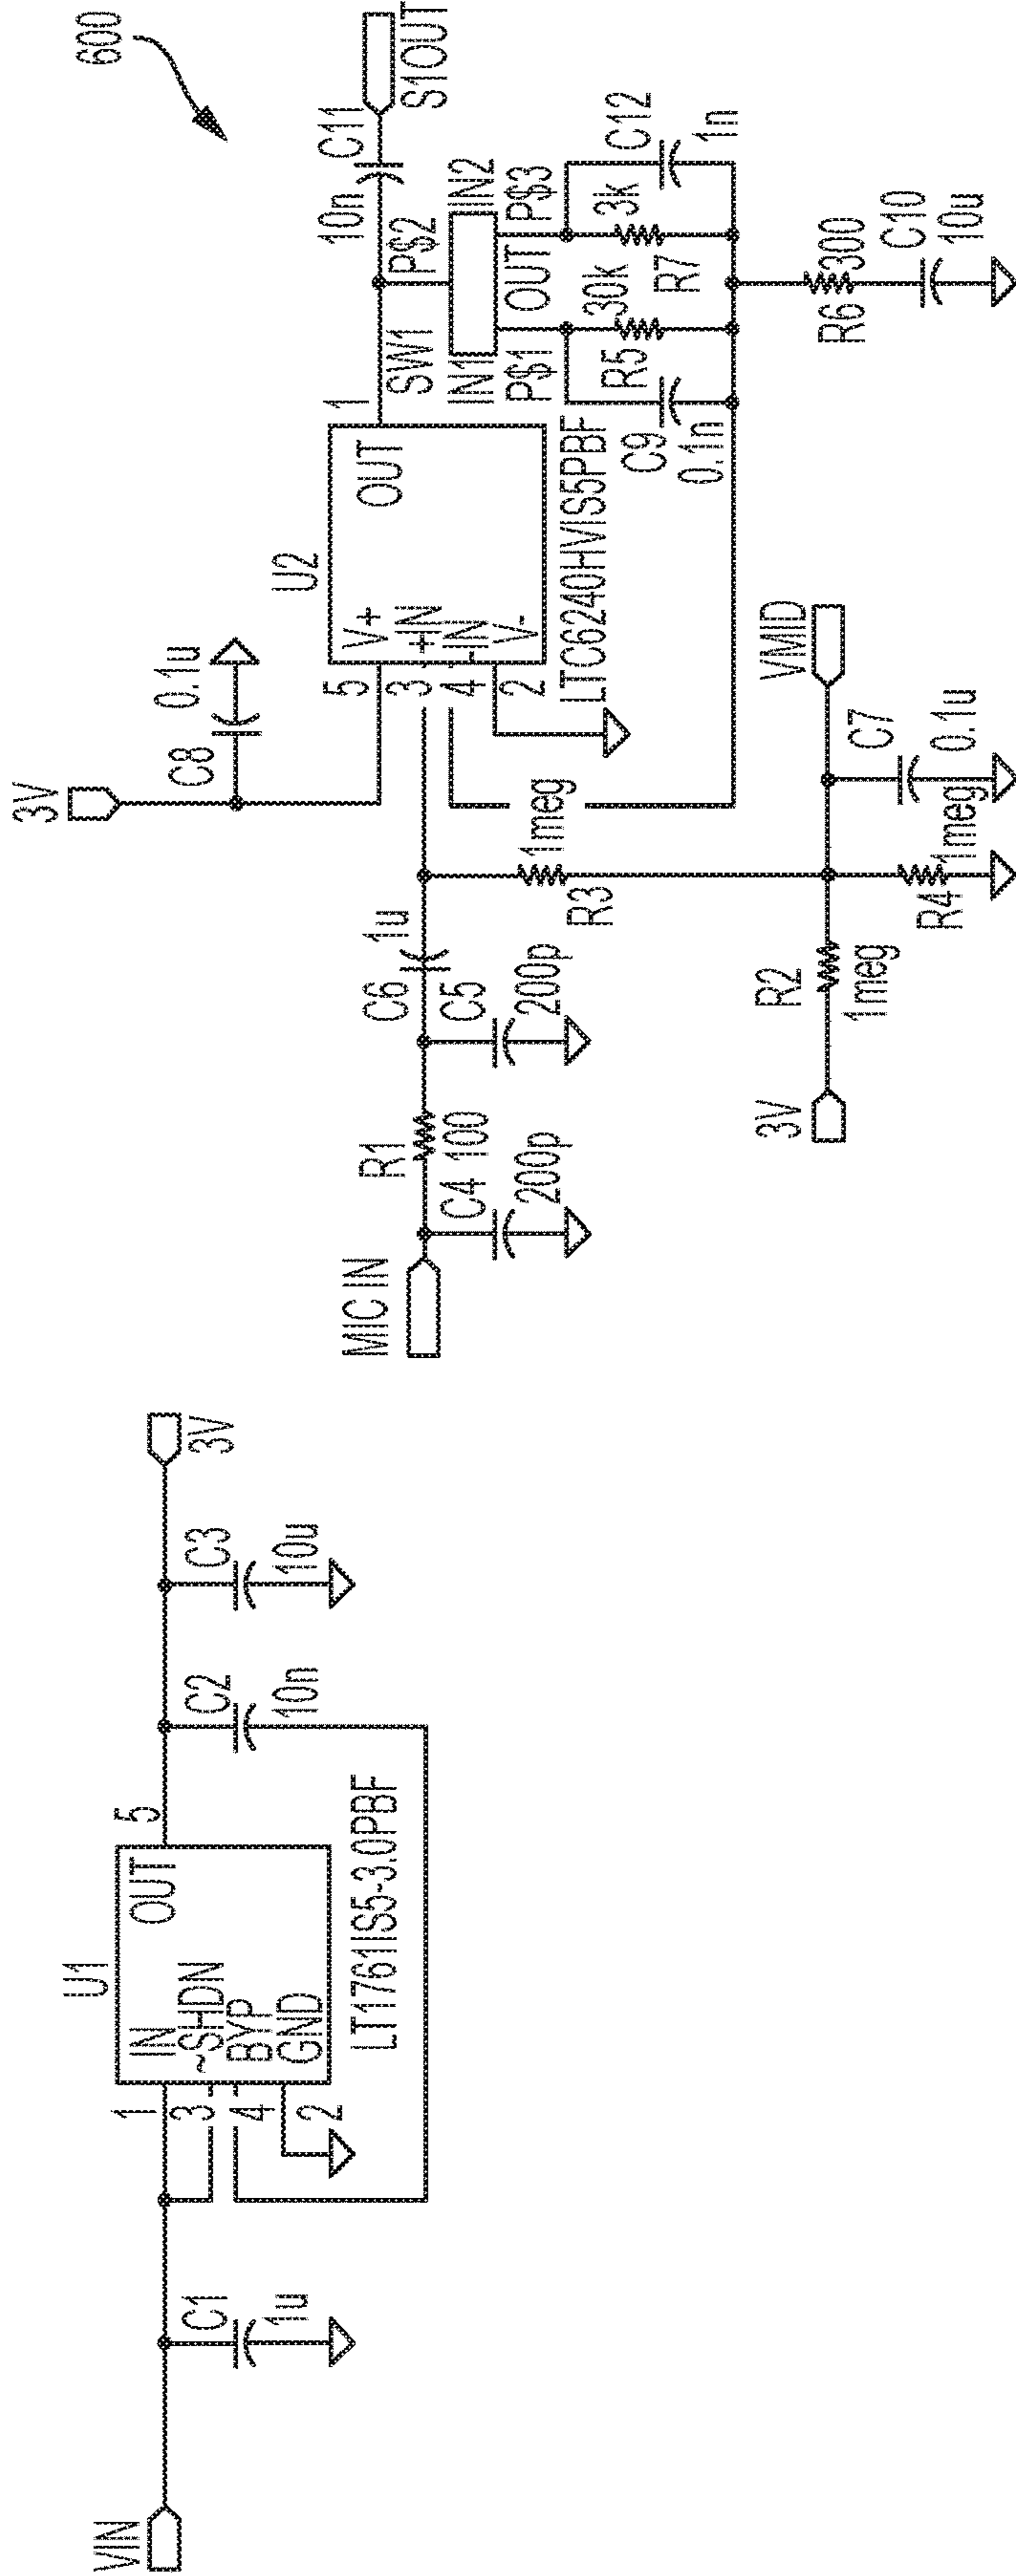 600
VIN
C1
1u
U1
1
3
4
2
IN
~SHDN
BYP
GND
OUT
5
LT1761IS5-3.0PBF
C2
10n
C3
10u
3V
MIC IN
C4
200p
R1
100
C5
200p
C6
1u
R3
1meg
3V
R2
1meg
R4
1meg
C7
0.1u
VMID
3V
C8
0.1u
U2
5
3
4
2
V+
+IN
-IN
V-
OUT
1
LTC6240HVIS5PBF
SW1
P$2
IN1
IN2
P$1
OUT
P$3
10n
C11
S1OUT
C9
0.1n
R5
30k
R7
3k
C12
1n
R6
300
C10
10u